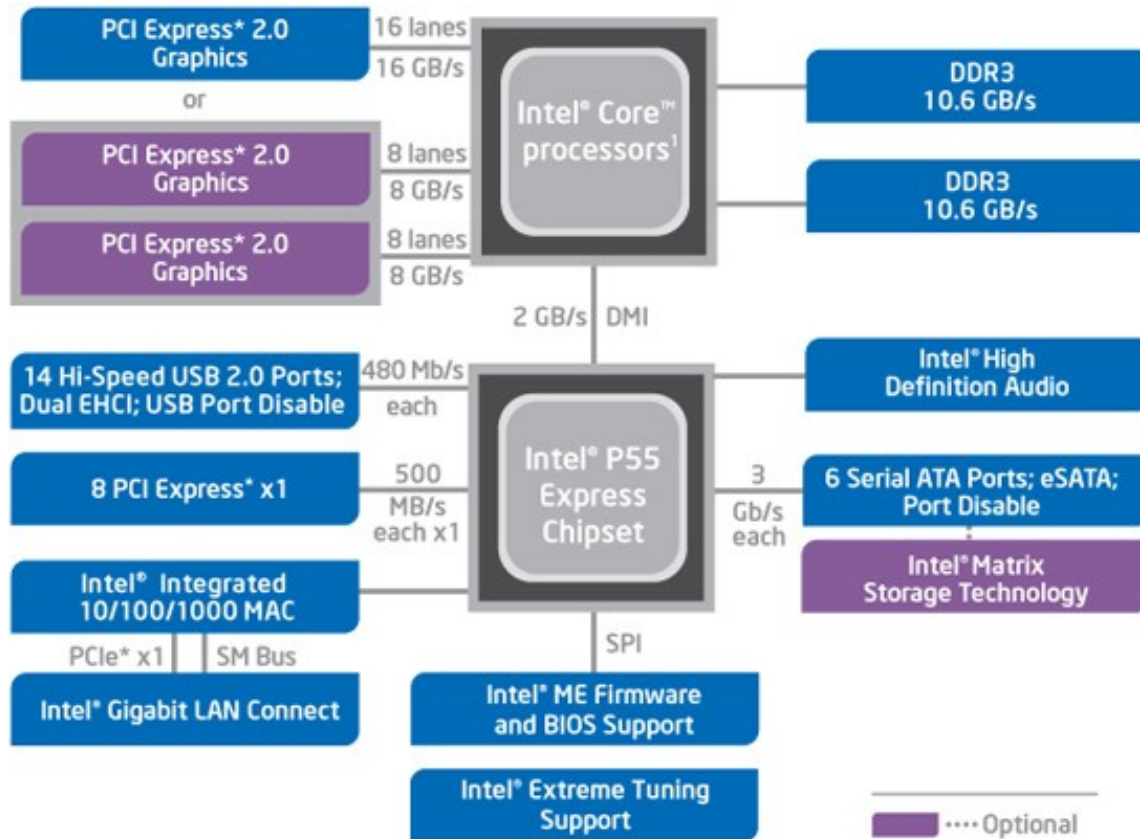 PCI Express* 2.0
Graphics
16 lanes
16 GB/s
or
PCI Express* 2.0
Graphics
8 lanes
8 GB/s
PCI Express* 2.0
Graphics
8 lanes
8 GB/s
Intel® Core™
processors¹
DDR3
10.6 GB/s
DDR3
10.6 GB/s
2 GB/s DMI
14 Hi-Speed USB 2.0 Ports;
Dual EHCI; USB Port Disable
480 Mb/s
each
8 PCI Express* x1
500
MB/s
each x1
Intel® Integrated
10/100/1000 MAC
PCIe* x1
SM Bus
Intel® Gigabit LAN Connect
Intel® P55
Express
Chipset
Intel® High
Definition Audio
3
Gb/s
each
6 Serial ATA Ports; eSATA;
Port Disable
Intel® Matrix
Storage Technology
SPI
Intel® ME Firmware
and BIOS Support
Intel® Extreme Tuning
Support
Optional